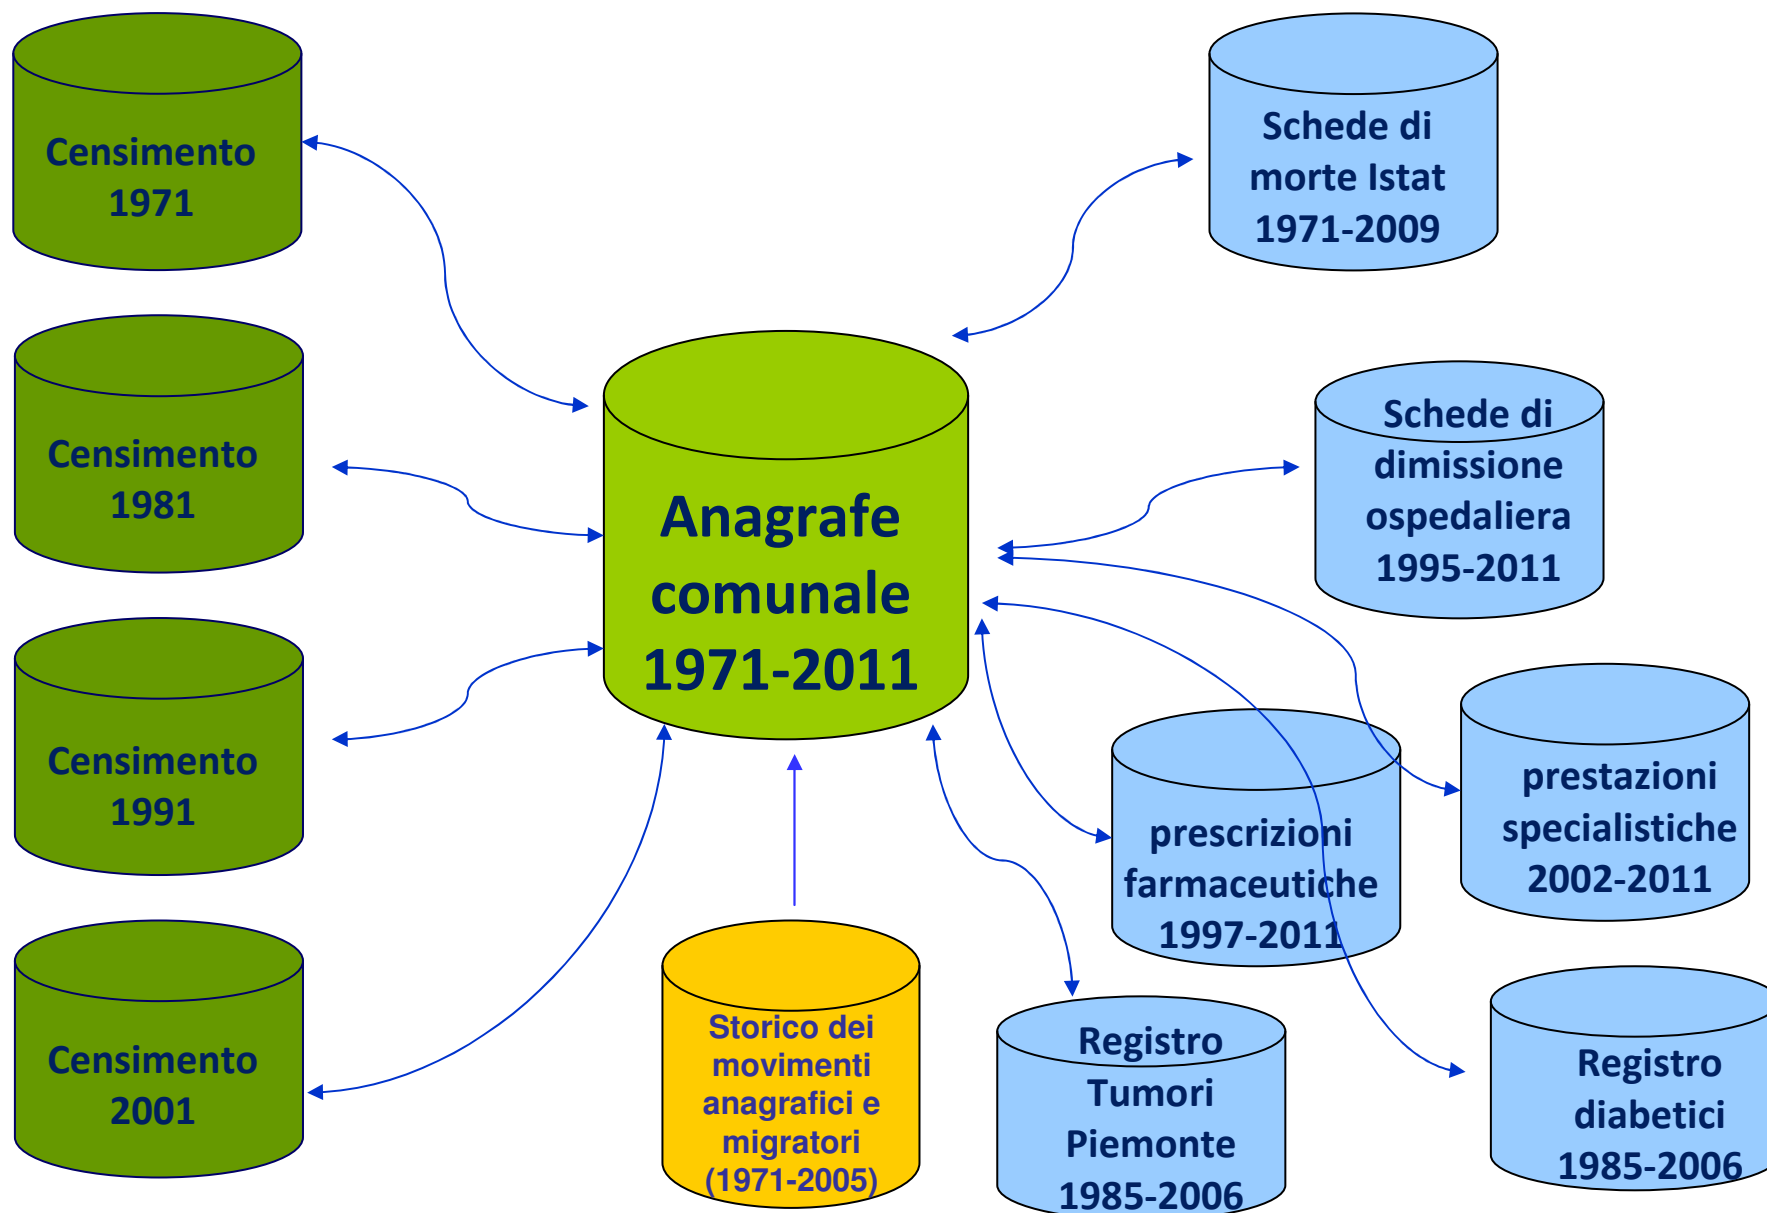 Censimento
1971
Censimento
1981
Censimento
1991
Censimento
2001
Anagrafe
comunale
1971-2011
Storico dei
movimenti
anagrafici e
migratori
(1971-2005)
Schede di
morte Istat
1971-2009
Schede di
dimissione
ospedaliera
1995-2011
prestazioni
specialistiche
2002-2011
prescrizioni
farmaceutiche
1997-2011
Registro
Tumori
Piemonte
1985-2006
Registro
diabetici
1985-2006